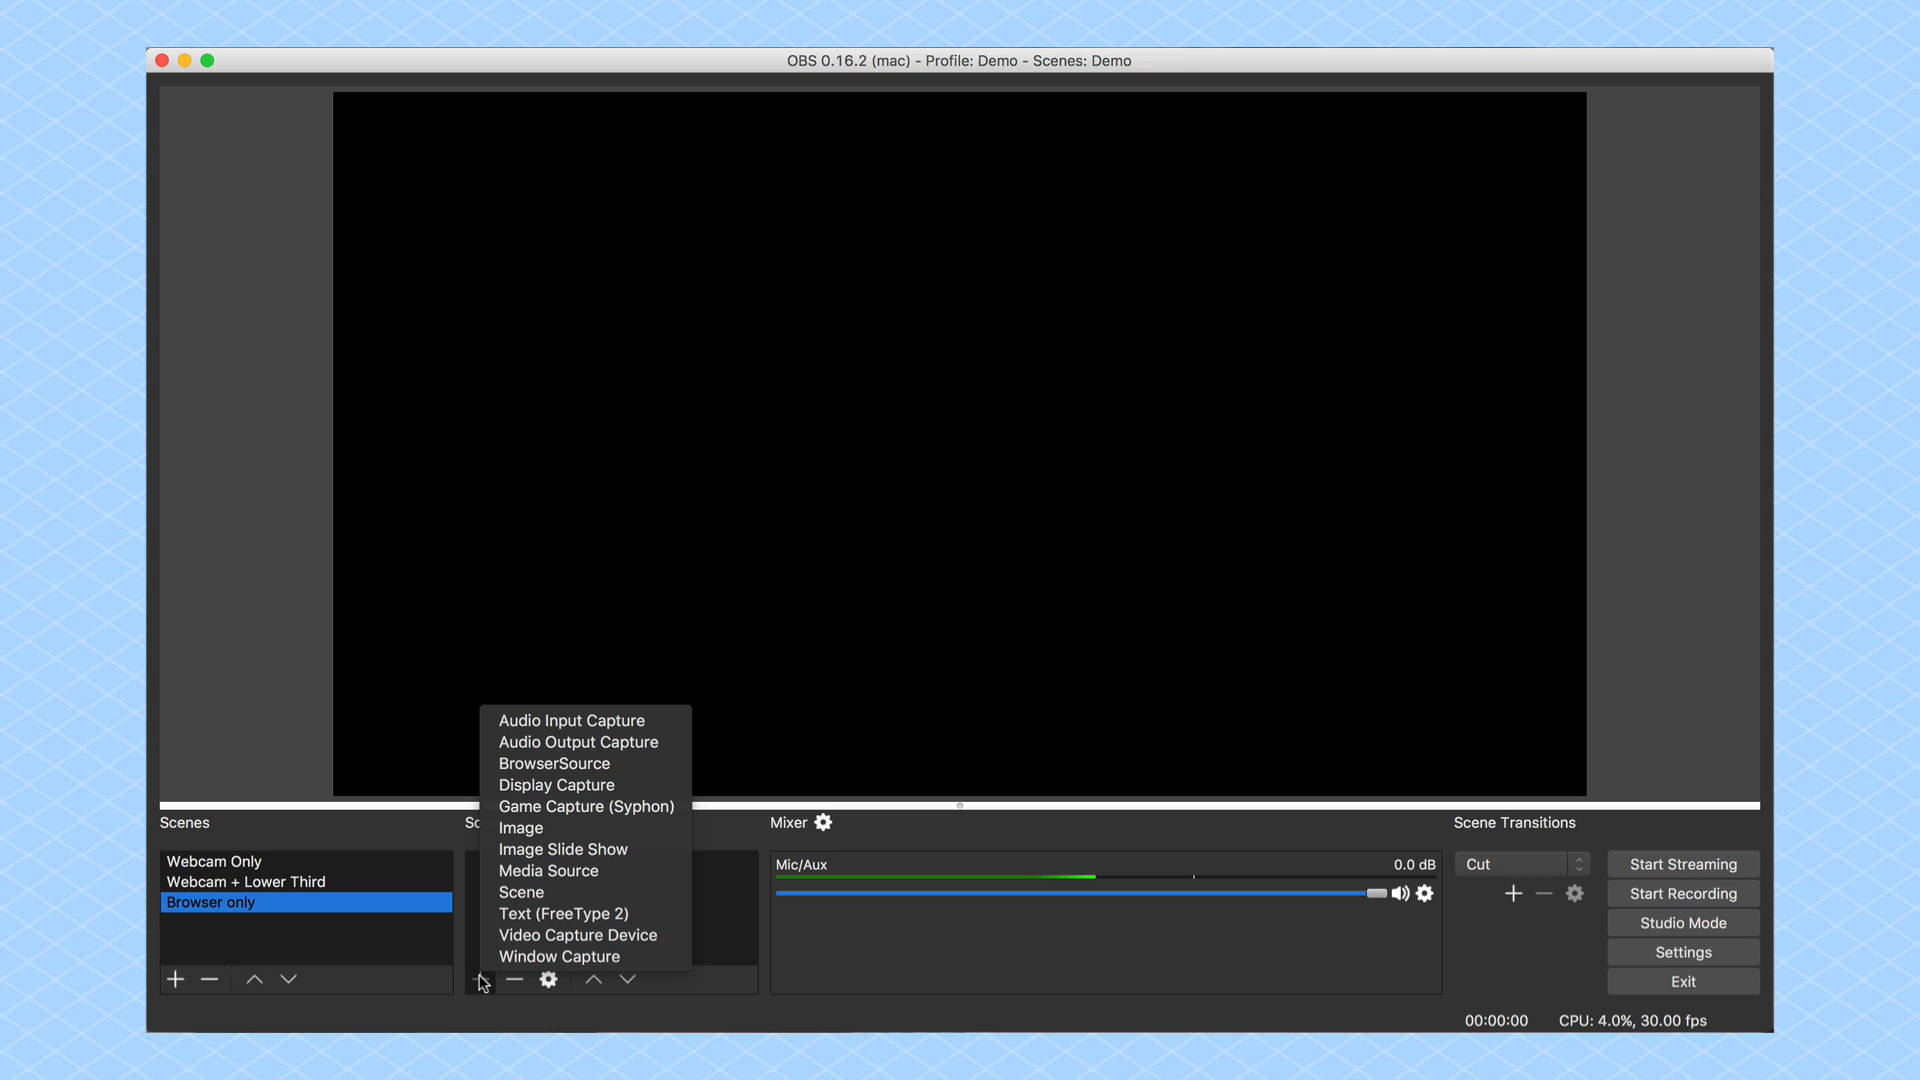 OBS 0.16.2 (mac) - Profile: Demo - Scenes: Demo
Audio Input Capture
Audio Output Capture
BrowserSource
Display Capture
Game Capture (Syphon)
Image
Image Slide Show
Media Source
Scene
Text (FreeType 2)
Video Capture Device
Window Capture
Scenes
Webcam Only
Webcam + Lower Third
Browser only
Mixer
Mic/Aux 0.0 dB
Scene Transitions
Cut
Start Streaming
Start Recording
Studio Mode
Settings
Exit
00:00:00 CPU: 4.0%, 30.00 fps